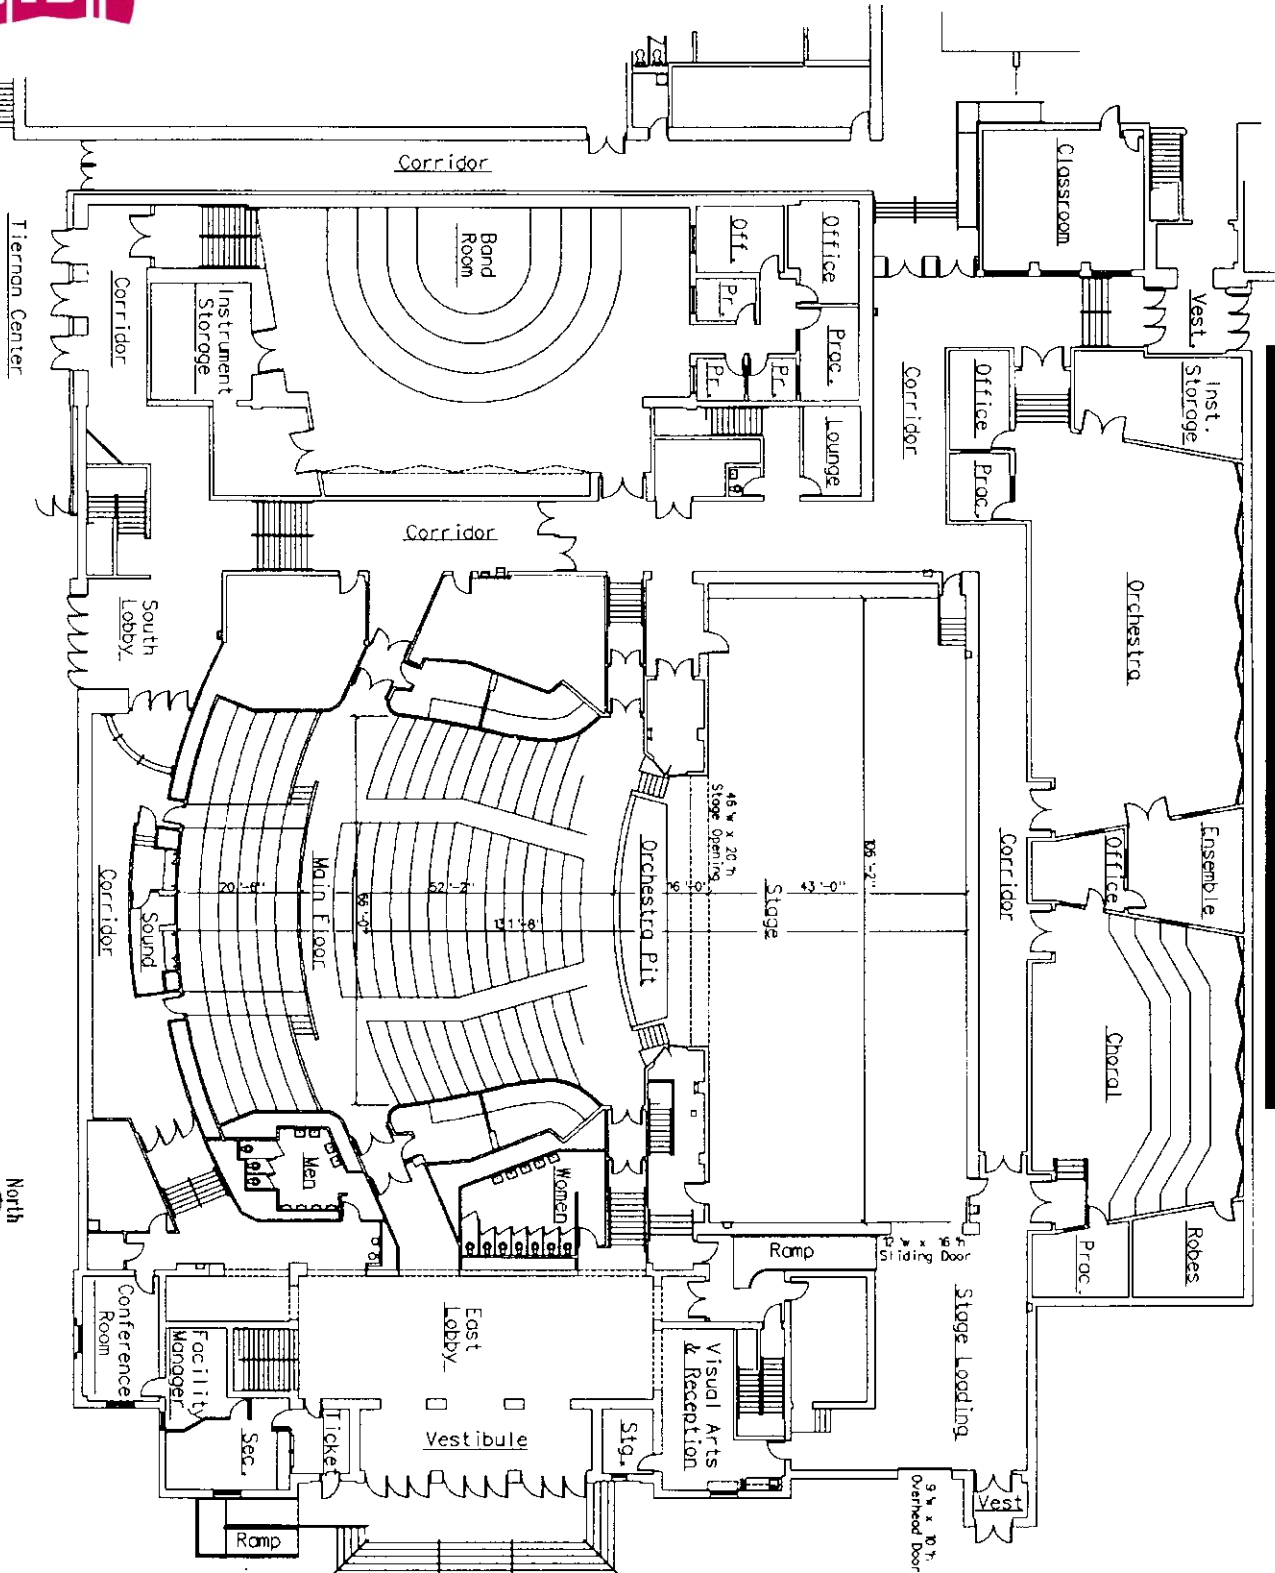 Corridor
Classroom
Tiernan Center
Corridor
Band
Room
Off
Office
Vest.
Instrument
Storage
Pr.
Prac.
Pr.
Pr.
Corridor
Office
Inst.
Storage
Lounge
Prac.
Corridor
South
Lobby
Orchestra
46'w x 20'h
Stage Opening
106'-2"
Corridor
Sound
20'-6"
Main Floor
66'-0"
52'-2"
131'-8"
Orchestra Pit
16'-0"
Stage
43'-0"
Corridor
Office
Ensemble
Choral
Men
Women
North
12'w x 16'h
Sliding Door
Ramp
Prac.
Robes
Conference
Room
Facility
Manager
East
Lobby
Visual Arts
& Reception
Stage Loading
Sec.
Ticket
Vestibule
Stg.
Vest
9'w x 10'h
Overhead Door
Ramp